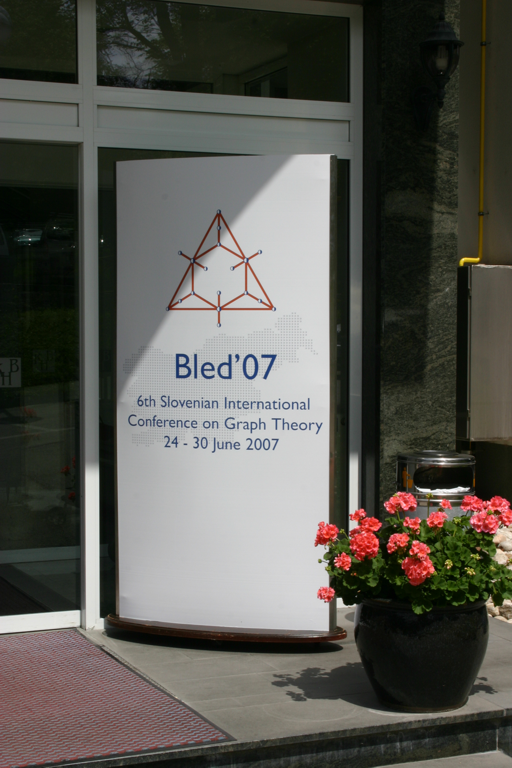 Bled'07
6th Slovenian International
Conference on Graph Theory
24 - 30 June 2007